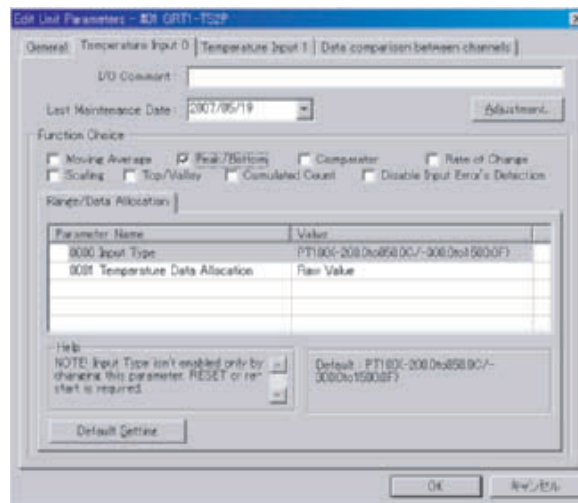 Edit Unit Parameters - #01 GRT1-TS2P
General Temperature Input 0 Temperature Input 1 Data comparison between channels
I/O Comment :
Last Maintenance Date : 2007/05/19 Adjustment..
Function Choice
Moving Average Peak/Bottom Comparator Rate of Change
Scaling Top/Valley Cumulated Count Disable Input Error's Detection
Range/Data Allocation
Parameter Name Value
0000 Input Type PT100(-200.0to850.0C/-300.0to1500.0F)
0001 Temperature Data Allocation Raw Value
Help
NOTE! Input Type isn't enabled only by
changing this parameter. RESET or re-
start is required.
Default : PT100(-200.0to850.0C/-
300.0to1500.0F)
Default Setting
OK キャンセル